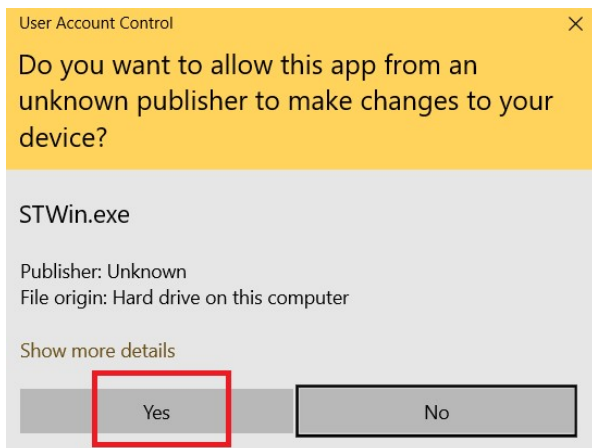 User Account Control
Do you want to allow this app from an
unknown publisher to make changes to your
device?
STWin.exe
Publisher: Unknown
File origin: Hard drive on this computer
Show more details
Yes
No